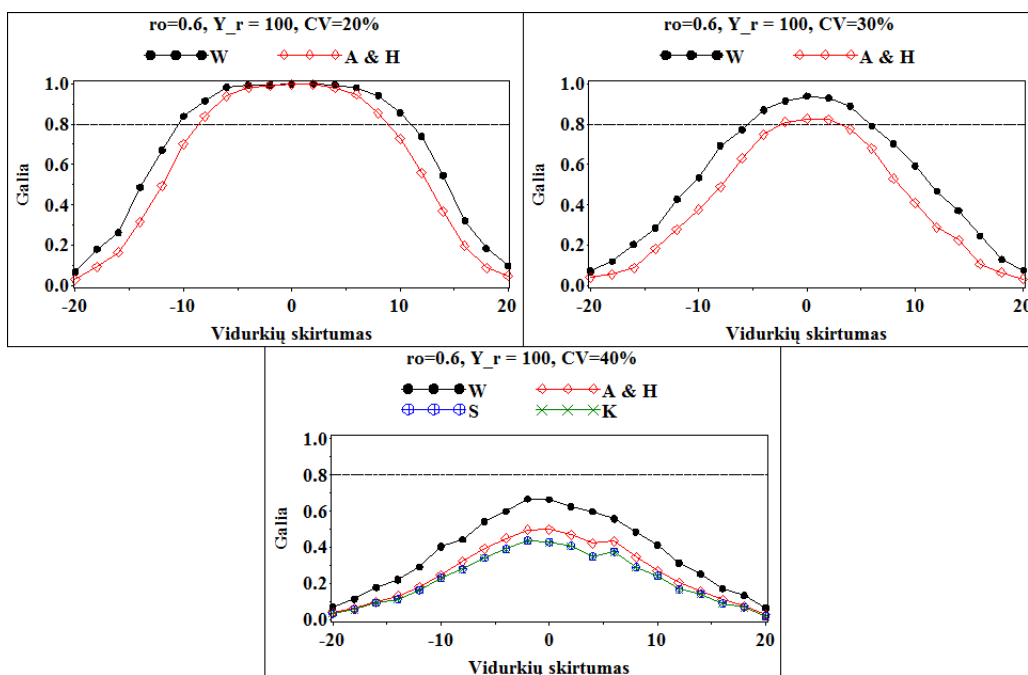 ro=0.6, Y_r = 100, CV=20%
W A & H
1.0
0.8
0.6
0.4
0.2
0.0
Galia
-20 -10 0 10 20
Vidurkių skirtumas
ro=0.6, Y_r = 100, CV=30%
W A & H
1.0
0.8
0.6
0.4
0.2
0.0
Galia
-20 -10 0 10 20
Vidurkių skirtumas
ro=0.6, Y_r = 100, CV=40%
W A & H
S K
1.0
0.8
0.6
0.4
0.2
0.0
Galia
-20 -10 0 10 20
Vidurkių skirtumas